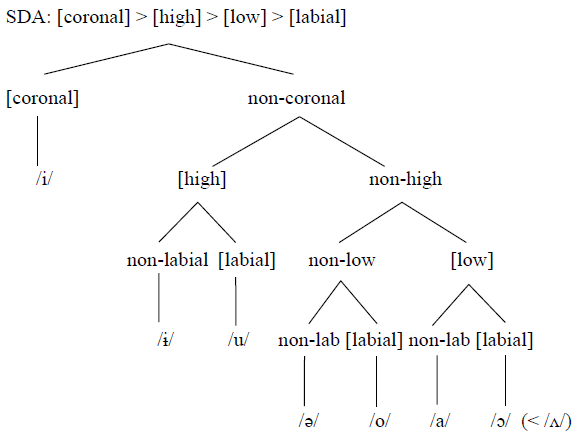 SDA: [coronal] > [high] > [low] > [labial]
[coronal] non-coronal
/i/ [high] non-high
non-labial [labial] non-low [low]
/ɨ/ /u/ non-lab [labial] non-lab [labial]
/ə/ /o/ /a/ /ɔ/ (< /ʌ/)